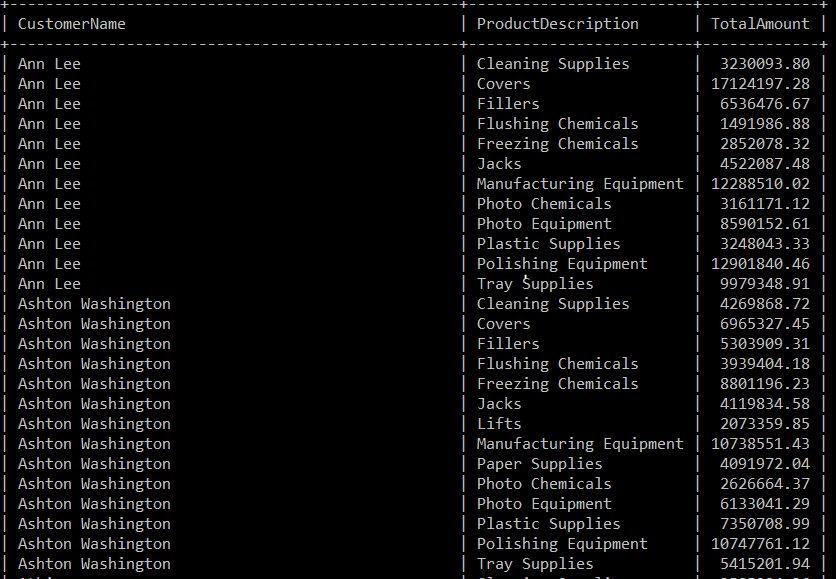 | CustomerName | ProductDescription | TotalAmount |
| Ann Lee | Cleaning Supplies | 3230093.80 |
| Ann Lee | Covers | 17124197.28 |
| Ann Lee | Fillers | 6536476.67 |
| Ann Lee | Flushing Chemicals | 1491986.88 |
| Ann Lee | Freezing Chemicals | 2852078.32 |
| Ann Lee | Jacks | 4522087.48 |
| Ann Lee | Manufacturing Equipment | 12288510.02 |
| Ann Lee | Photo Chemicals | 3161171.12 |
| Ann Lee | Photo Equipment | 8590152.61 |
| Ann Lee | Plastic Supplies | 3248043.33 |
| Ann Lee | Polishing Equipment | 12901840.46 |
| Ann Lee | Tray Supplies | 9979348.91 |
| Ashton Washington | Cleaning Supplies | 4269868.72 |
| Ashton Washington | Covers | 6965327.45 |
| Ashton Washington | Fillers | 5303909.31 |
| Ashton Washington | Flushing Chemicals | 3939404.18 |
| Ashton Washington | Freezing Chemicals | 8801196.23 |
| Ashton Washington | Jacks | 4119834.58 |
| Ashton Washington | Lifts | 2073359.85 |
| Ashton Washington | Manufacturing Equipment | 10738551.43 |
| Ashton Washington | Paper Supplies | 4091972.04 |
| Ashton Washington | Photo Chemicals | 2626664.37 |
| Ashton Washington | Photo Equipment | 6133041.29 |
| Ashton Washington | Plastic Supplies | 7350708.99 |
| Ashton Washington | Polishing Equipment | 10747761.12 |
| Ashton Washington | Tray Supplies | 5415201.94 |